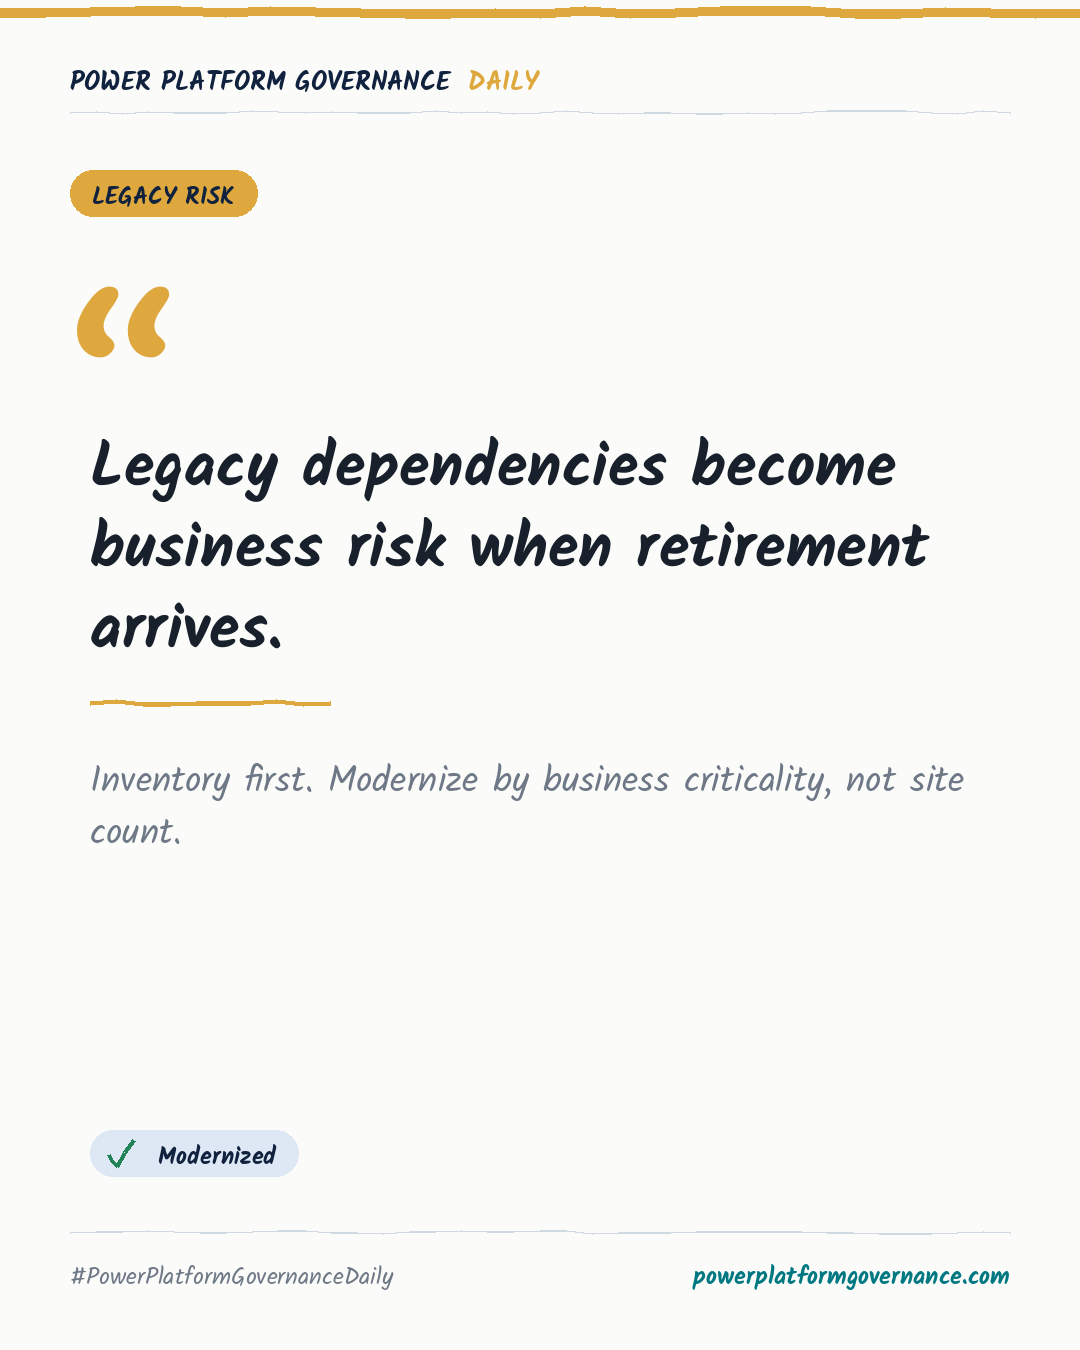 POWER PLATFORM GOVERNANCE DAILY
LEGACY RISK
“
Legacy dependencies become
business risk when retirement
arrives.
Inventory first. Modernize by business criticality, not site
count.
✓ Modernized
#PowerPlatformGovernanceDaily
powerplatformgovernance.com